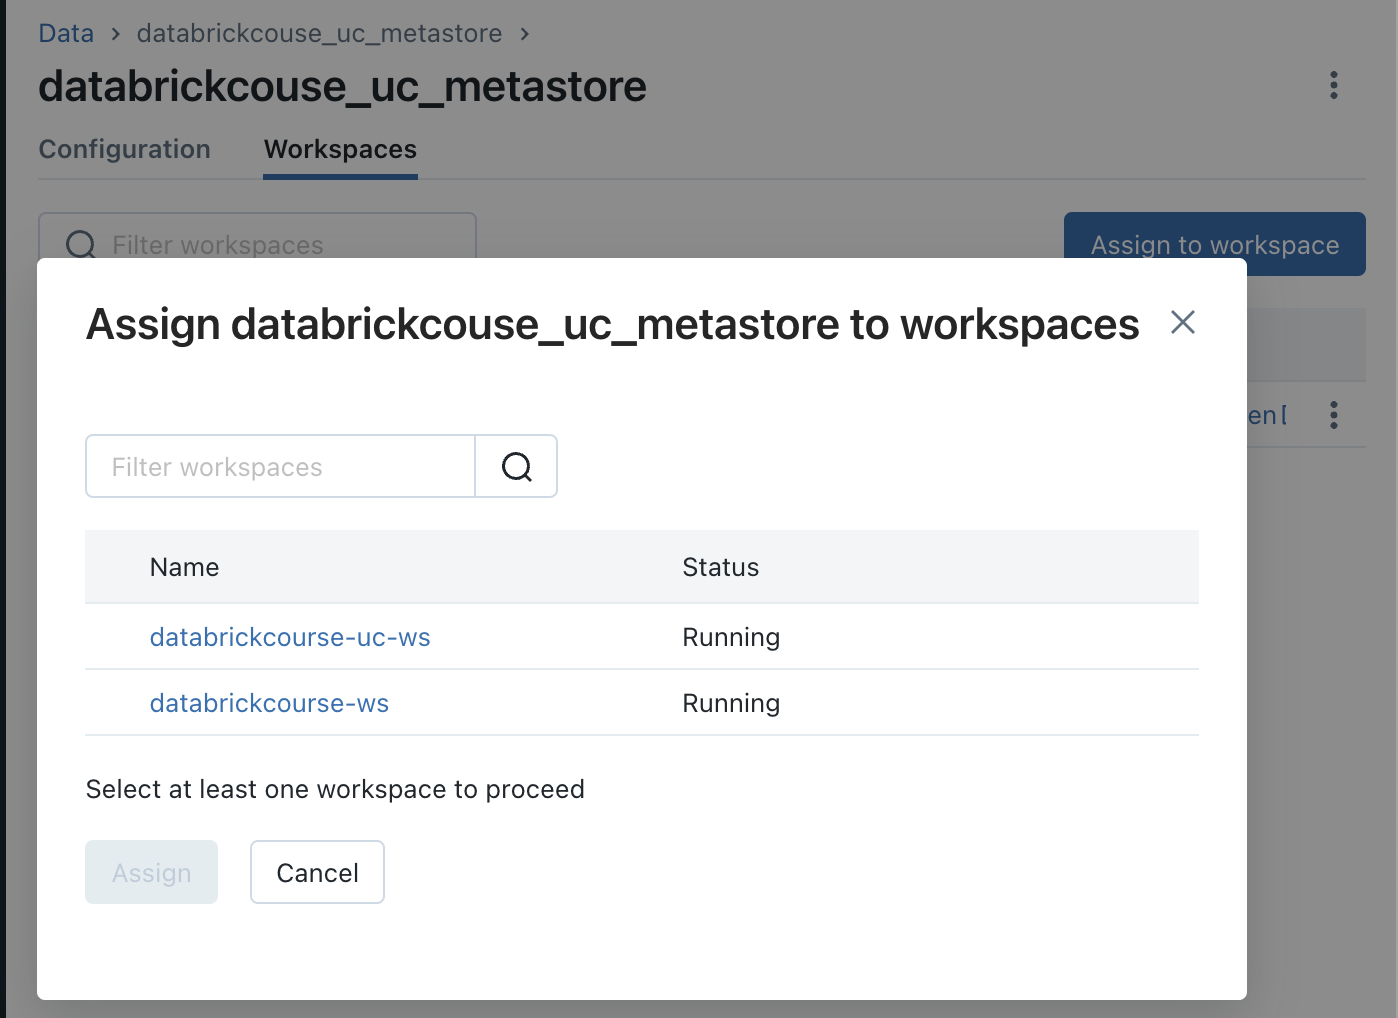 Data > databrickcouse_uc_metastore >
databrickcouse_uc_metastore
Configuration Workspaces
Filter workspaces Assign to workspace
Assign databrickcouse_uc_metastore to workspaces
Filter workspaces
Name Status
databrickcourse-uc-ws Running
databrickcourse-ws Running
Select at least one workspace to proceed
Assign Cancel